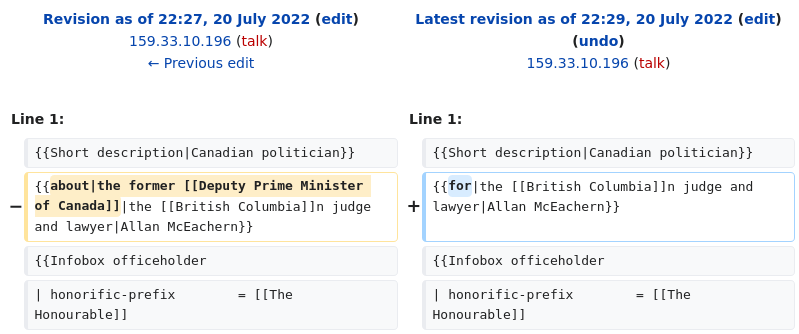 Revision as of 22:27, 20 July 2022 (edit)
159.33.10.196 (talk)
← Previous edit
Latest revision as of 22:29, 20 July 2022 (edit)
(undo)
159.33.10.196 (talk)
Line 1:
Line 1:
{{Short description|Canadian politician}}
{{Short description|Canadian politician}}
− {{about|the former [[Deputy Prime Minister
of Canada]]|the [[British Columbia]]n judge
and lawyer|Allan McEachern}}
+ {{for|the [[British Columbia]]n judge and
lawyer|Allan McEachern}}
{{Infobox officeholder
{{Infobox officeholder
| honorific-prefix        = [[The
Honourable]]
| honorific-prefix        = [[The
Honourable]]